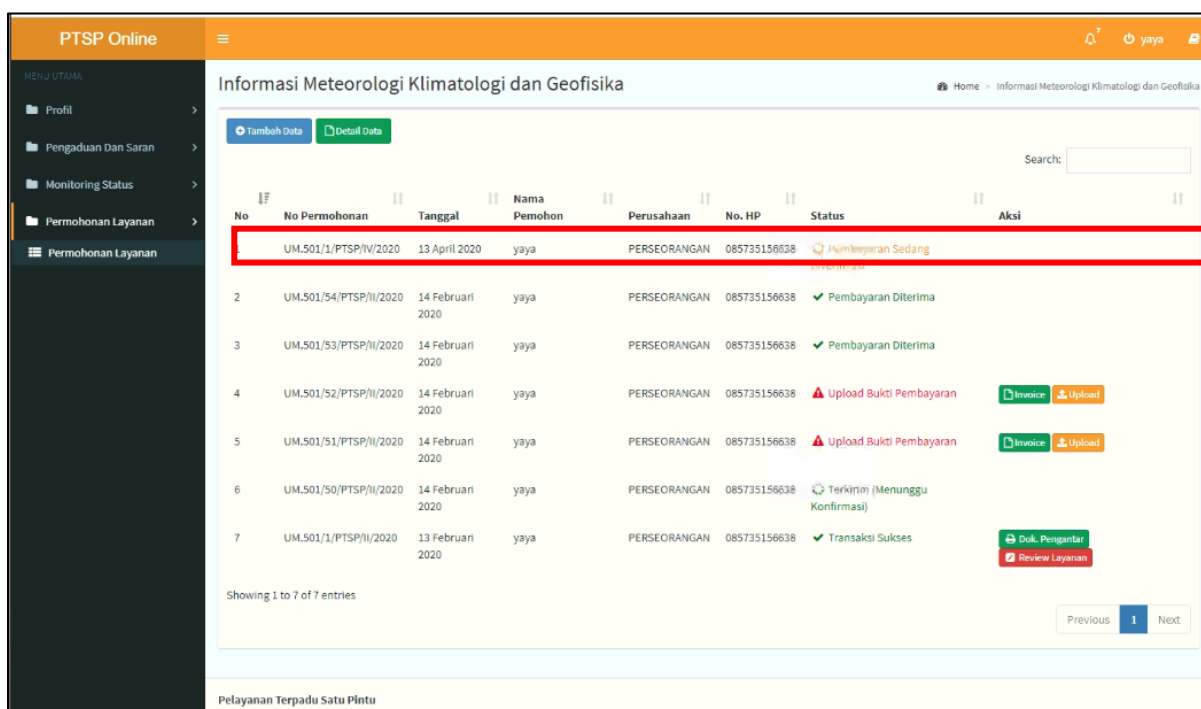 PTSP Online
7
yaya
MENU UTAMA
Profil
Pengaduan Dan Saran
Monitoring Status
Permohonan Layanan
Permohonan Layanan
Informasi Meteorologi Klimatologi dan Geofisika
Home > Informasi Meteorologi Klimatologi dan Geofisika
Tambah Data Detail Data
Search:
No No Permohonan Tanggal Nama Pemohon Perusahaan No. HP Status Aksi
1 UM.501/1/PTSP/IV/2020 13 April 2020 yaya PERSEORANGAN 085735156638 Pembayaran Sedang
2 UM.501/54/PTSP/II/2020 14 Februari 2020 yaya PERSEORANGAN 085735156638 Pembayaran Diterima
3 UM.501/53/PTSP/II/2020 14 Februari 2020 yaya PERSEORANGAN 085735156638 Pembayaran Diterima
4 UM.501/52/PTSP/II/2020 14 Februari 2020 yaya PERSEORANGAN 085735156638 Upload Bukti Pembayaran Invoice Upload
5 UM.501/51/PTSP/II/2020 14 Februari 2020 yaya PERSEORANGAN 085735156638 Upload Bukti Pembayaran Invoice Upload
6 UM.501/50/PTSP/II/2020 14 Februari 2020 yaya PERSEORANGAN 085735156638 Terkirim (Menunggu Konfirmasi)
7 UM.501/1/PTSP/II/2020 13 Februari 2020 yaya PERSEORANGAN 085735156638 Transaksi Sukses Dok. Pengantar Review Layanan
Showing 1 to 7 of 7 entries
Previous 1 Next
Pelayanan Terpadu Satu Pintu